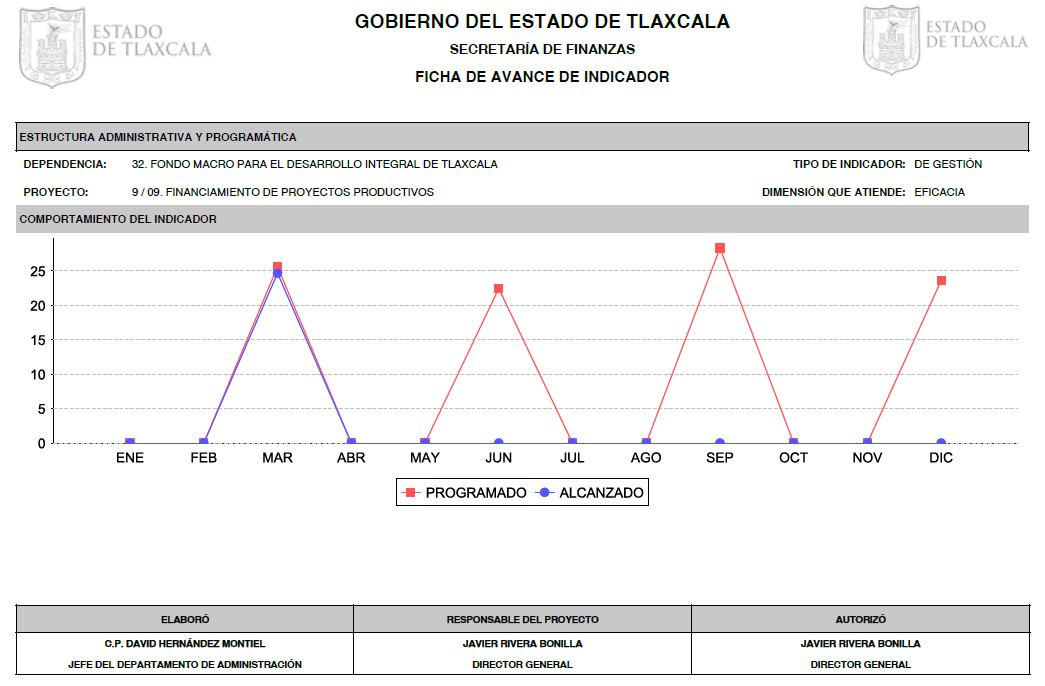 ESTADO
DE TLAXCALA
GOBIERNO DEL ESTADO DE TLAXCALA
SECRETARÍA DE FINANZAS
FICHA DE AVANCE DE INDICADOR
ESTADO
DE TLAXCALA
ESTRUCTURA ADMINISTRATIVA Y PROGRAMÁTICA
DEPENDENCIA: 32. FONDO MACRO PARA EL DESARROLLO INTEGRAL DE TLAXCALA TIPO DE INDICADOR: DE GESTIÓN
PROYECTO: 9 / 09. FINANCIAMIENTO DE PROYECTOS PRODUCTIVOS DIMENSIÓN QUE ATIENDE: EFICACIA
COMPORTAMIENTO DEL INDICADOR
25
20
15
10
5
0
ENE FEB MAR ABR MAY JUN JUL AGO SEP OCT NOV DIC
PROGRAMADO ALCANZADO
ELABORÓ RESPONSABLE DEL PROYECTO AUTORIZÓ
C.P. DAVID HERNÁNDEZ MONTIEL JAVIER RIVERA BONILLA JAVIER RIVERA BONILLA
JEFE DEL DEPARTAMENTO DE ADMINISTRACIÓN DIRECTOR GENERAL DIRECTOR GENERAL